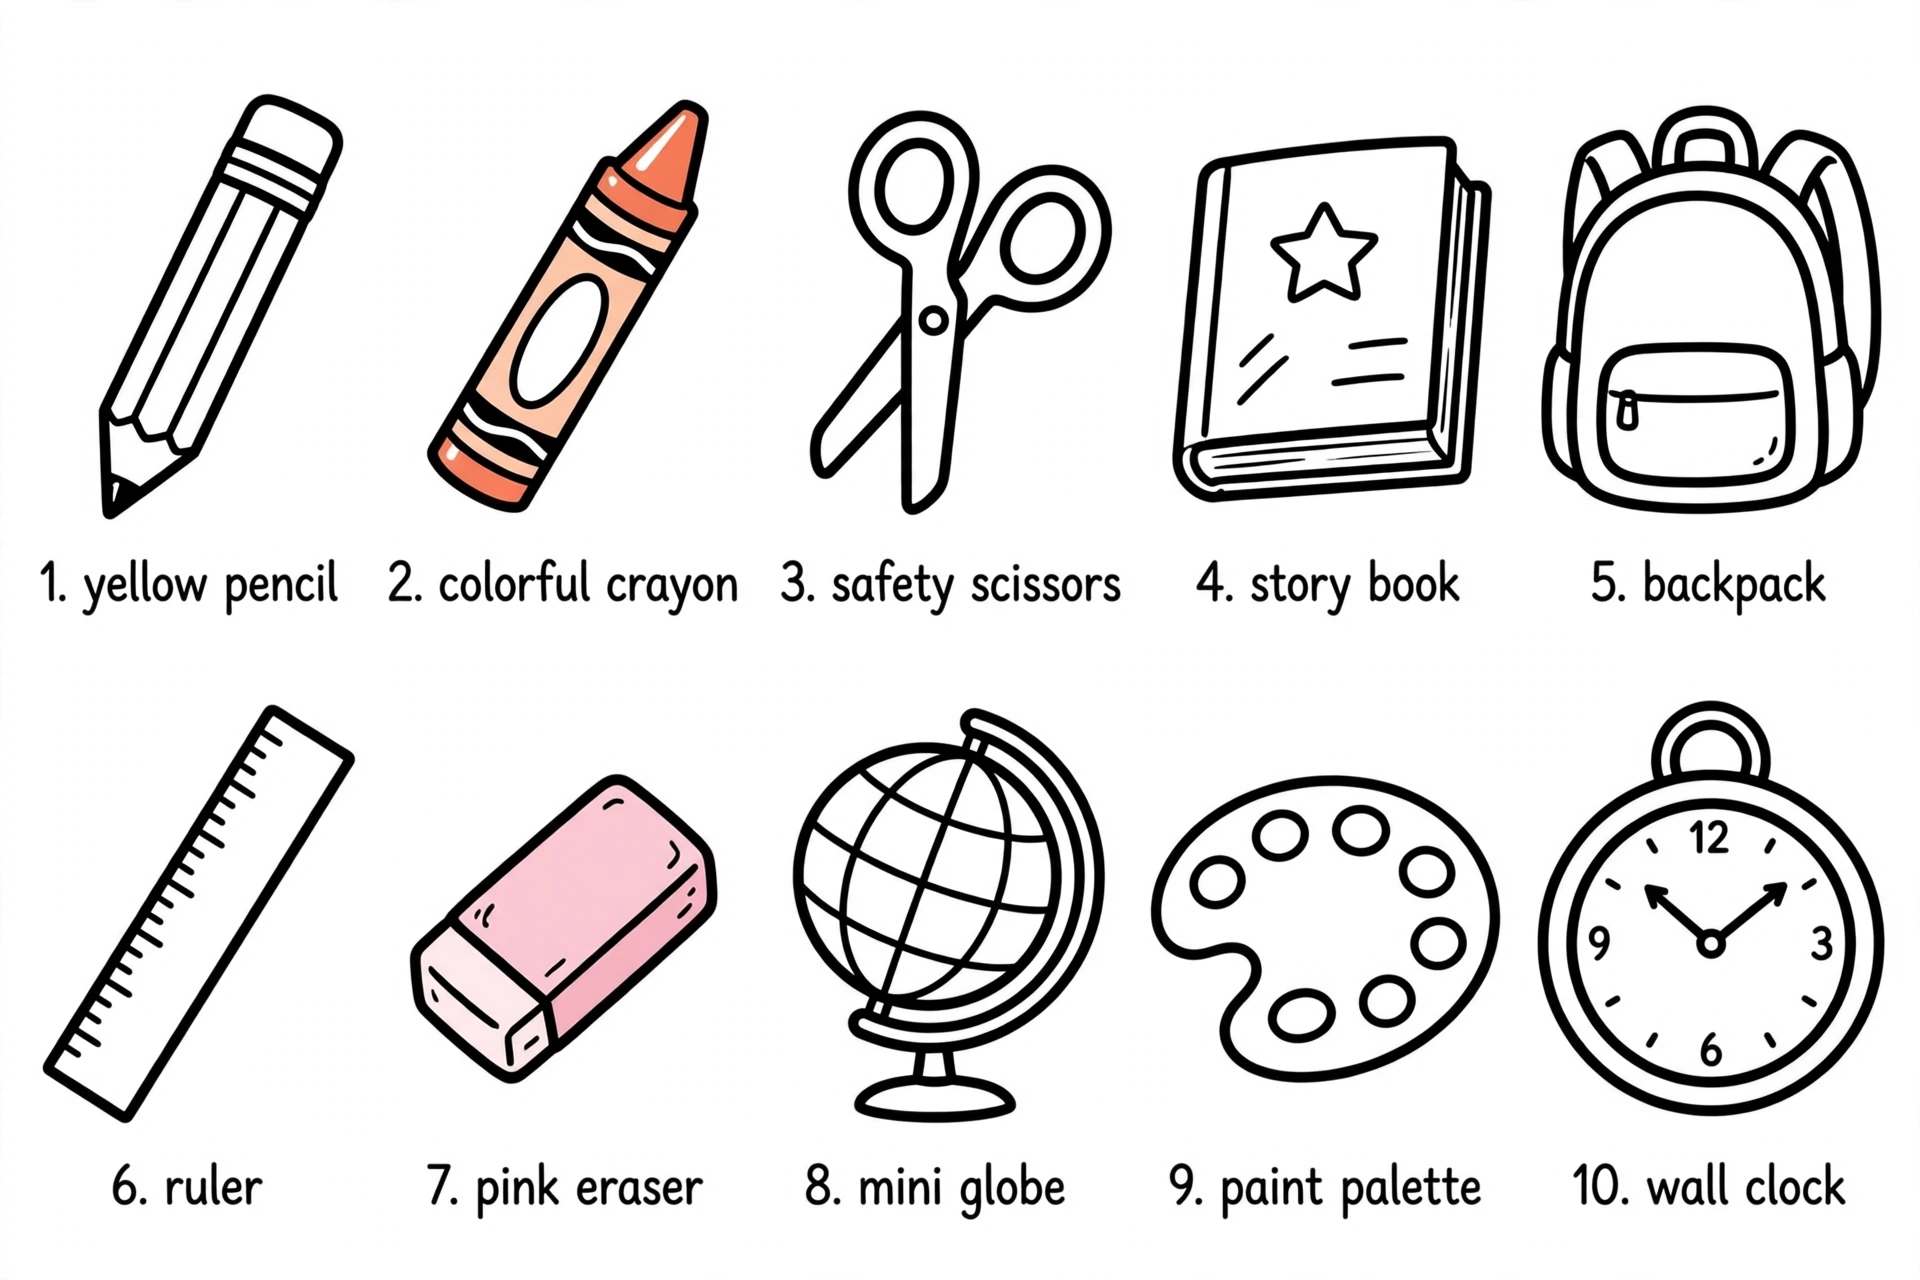 1. yellow pencil
2. colorful crayon
3. safety scissors
4. story book
5. backpack
12
9
3
6
6. ruler
7. pink eraser
8. mini globe
9. paint palette
10. wall clock